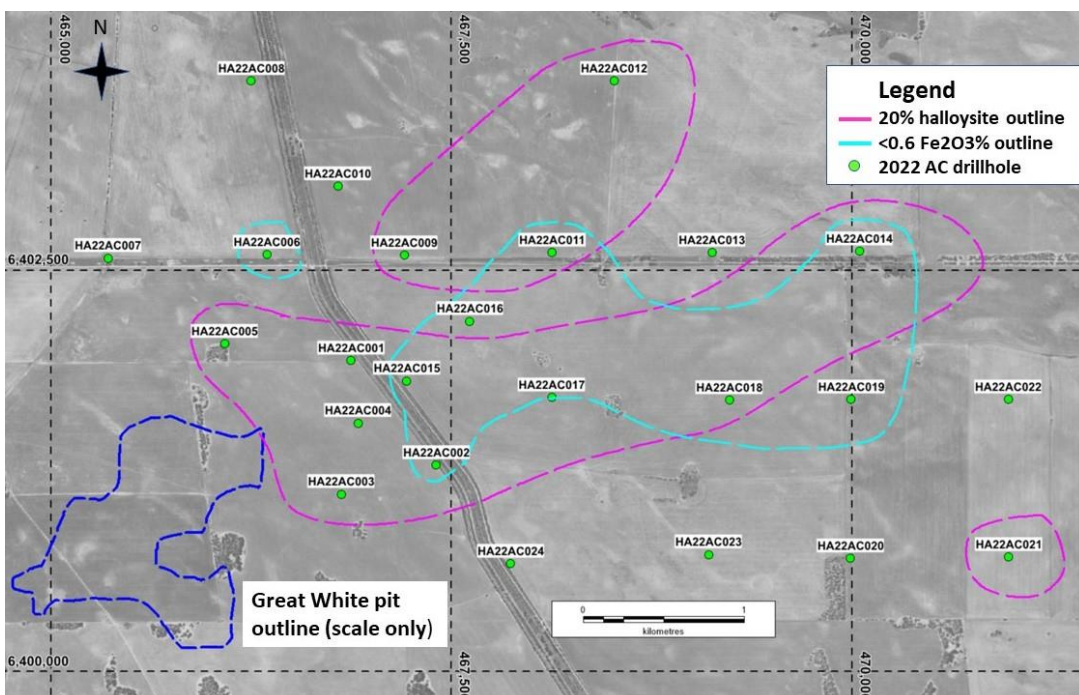 465,000
467,500
470,000
N
HA22AC008
HA22AC012
Legend
20% halloysite outline
<0.6 Fe2O3% outline
2022 AC drillhole
HA22AC010
HA22AC007
HA22AC006
HA22AC009
HA22AC011
HA22AC013
HA22AC014
6,402,500
HA22AC016
HA22AC005
HA22AC001
HA22AC015
HA22AC017
HA22AC018
HA22AC019
HA22AC022
HA22AC004
HA22AC002
HA22AC003
HA22AC024
HA22AC023
HA22AC020
HA22AC021
Great White pit
outline (scale only)
0 1
kilometres
6,400,000
467,500
470,000